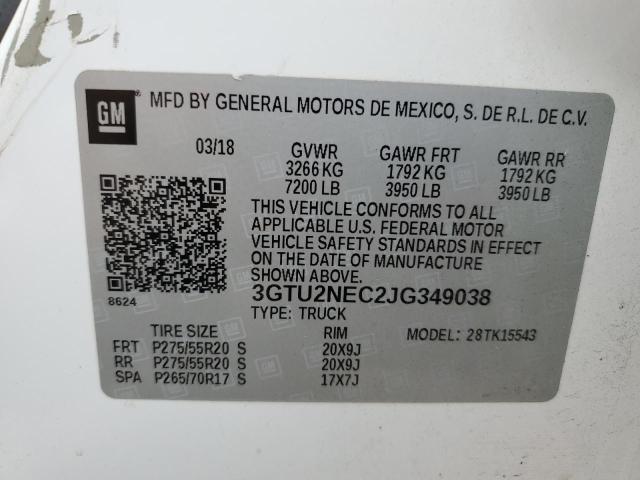 GM ® MFD BY GENERAL MOTORS DE MEXICO, S. DE R.L. DE C.V.
03/18 GVWR GAWR FRT GAWR RR
3266 KG 1792 KG 1792 KG
7200 LB 3950 LB 3950 LB
THIS VEHICLE CONFORMS TO ALL
APPLICABLE U.S. FEDERAL MOTOR
VEHICLE SAFETY STANDARDS IN EFFECT
ON THE DATE OF MANUFACTURE
SHOWN ABOVE.
8624 3GTU2NEC2JG349038
TYPE: TRUCK
TIRE SIZE RIM MODEL: 28TK15543
FRT P275/55R20 S 20X9J
RR P275/55R20 S 20X9J
SPA P265/70R17 S 17X7J